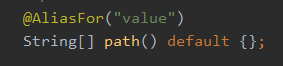 @AliasFor("value")
String[] path() default {};